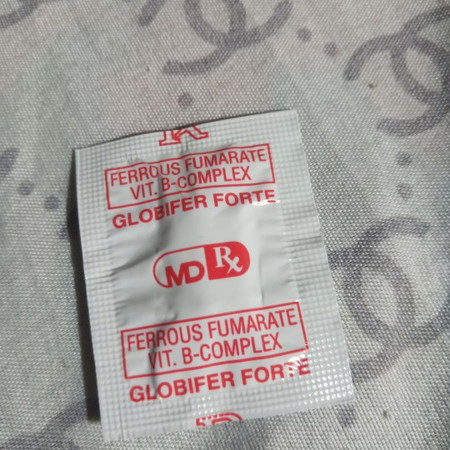 FERROUS FUMARATE
VIT. B-COMPLEX
GLOBIFER FORTE
MD Rx
FERROUS FUMARATE
VIT. B-COMPLEX
GLOBIFER FORTE